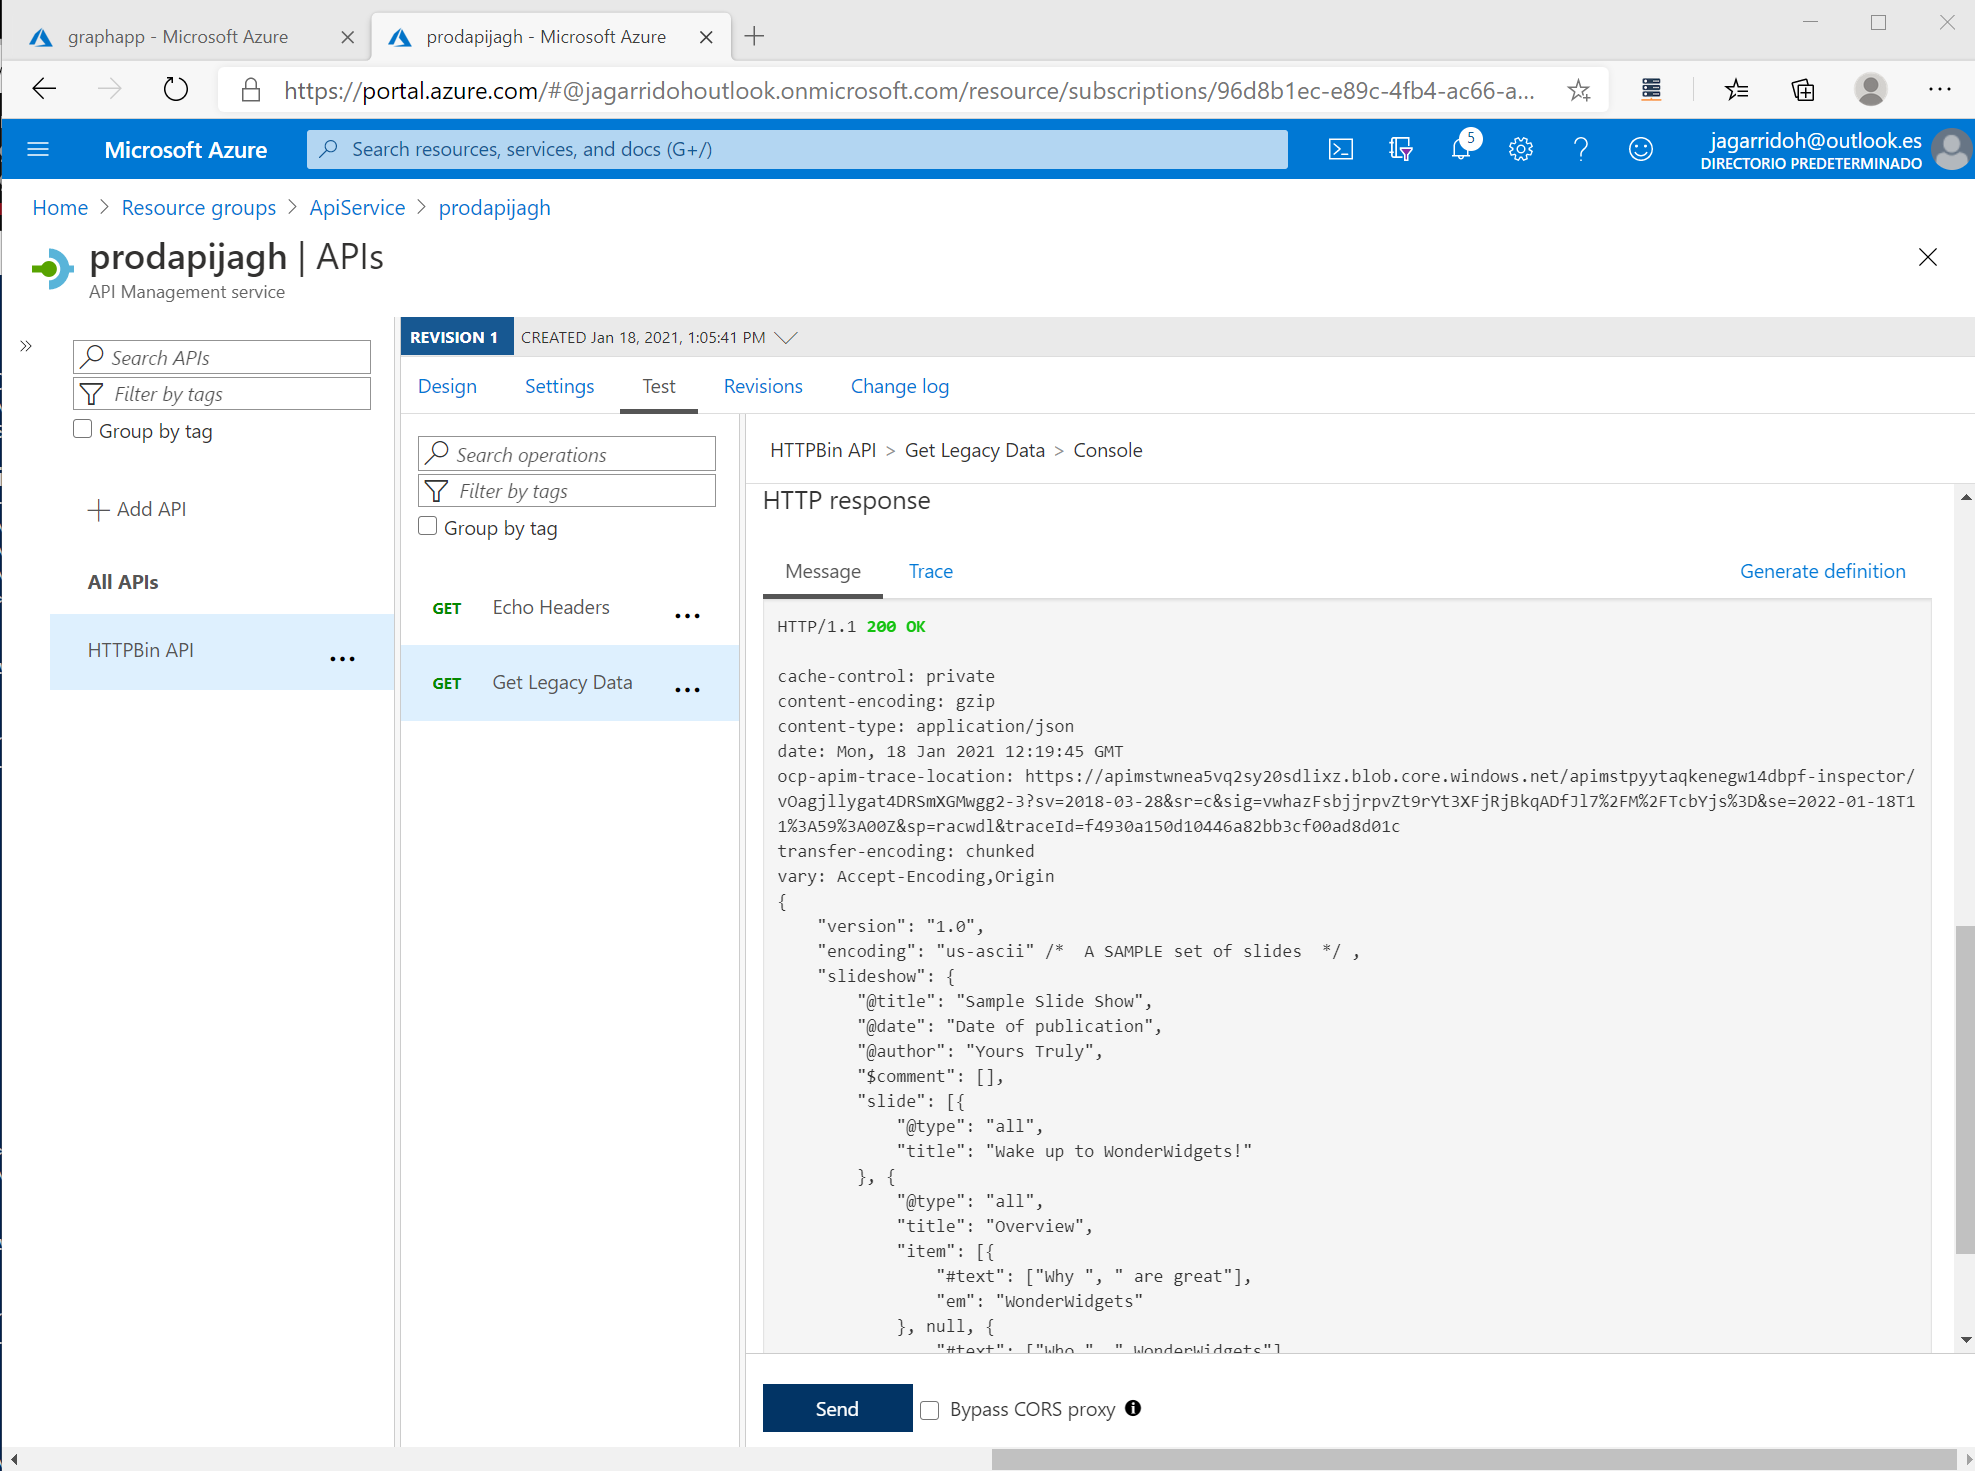 graphapp - Microsoft Azure
prodapijagh - Microsoft Azure
https://portal.azure.com/#@jagarridohoutlook.onmicrosoft.com/resource/subscriptions/96d8b1ec-e89c-4fb4-ac66-a...
Microsoft Azure
Search resources, services, and docs (G+/)
5
jagarridoh@outlook.es
DIRECTORIO PREDETERMINADO
Home > Resource groups > ApiService > prodapijagh
prodapijagh | APIs
API Management service
Search APIs
Filter by tags
Group by tag
+ Add API
All APIs
HTTPBin API
REVISION 1
CREATED Jan 18, 2021, 1:05:41 PM
Design
Settings
Test
Revisions
Change log
Search operations
Filter by tags
Group by tag
GET Echo Headers
GET Get Legacy Data
HTTPBin API > Get Legacy Data > Console
HTTP response
Message
Trace
Generate definition
HTTP/1.1 200 OK
cache-control: private
content-encoding: gzip
content-type: application/json
date: Mon, 18 Jan 2021 12:19:45 GMT
ocp-apim-trace-location: https://apimstwnea5vq2sy20sdlixz.blob.core.windows.net/apimstpyytaqkenegw14dbpf-inspector/
vOagjllygat4DRSmXGMwgg2-3?sv=2018-03-28&sr=c&sig=vwhazFsbjjrpvZt9rYt3XFjRjBkqADfJl7%2FM%2FTcbYjs%3D&se=2022-01-18T1
1%3A59%3A00Z&sp=racwdl&traceId=f4930a150d10446a82bb3cf00ad8d01c
transfer-encoding: chunked
vary: Accept-Encoding,Origin
{
    "version": "1.0",
    "encoding": "us-ascii" /*  A SAMPLE set of slides  */ ,
    "slideshow": {
        "@title": "Sample Slide Show",
        "@date": "Date of publication",
        "@author": "Yours Truly",
        "$comment": [],
        "slide": [{
            "@type": "all",
            "title": "Wake up to WonderWidgets!"
        }, {
            "@type": "all",
            "title": "Overview",
            "item": [{
                "#text": ["Why ", " are great"],
                "em": "WonderWidgets"
            }, null, {
                "#text": ["Who ", " WonderWidgets"]
Send
Bypass CORS proxy